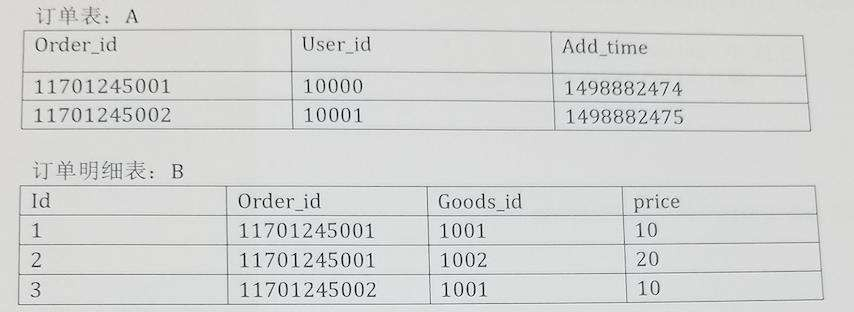 订单表：A
Order_id User_id Add_time
11701245001 10000 1498882474
11701245002 10001 1498882475
订单明细表：B
Id Order_id Goods_id price
1 11701245001 1001 10
2 11701245001 1002 20
3 11701245002 1001 10